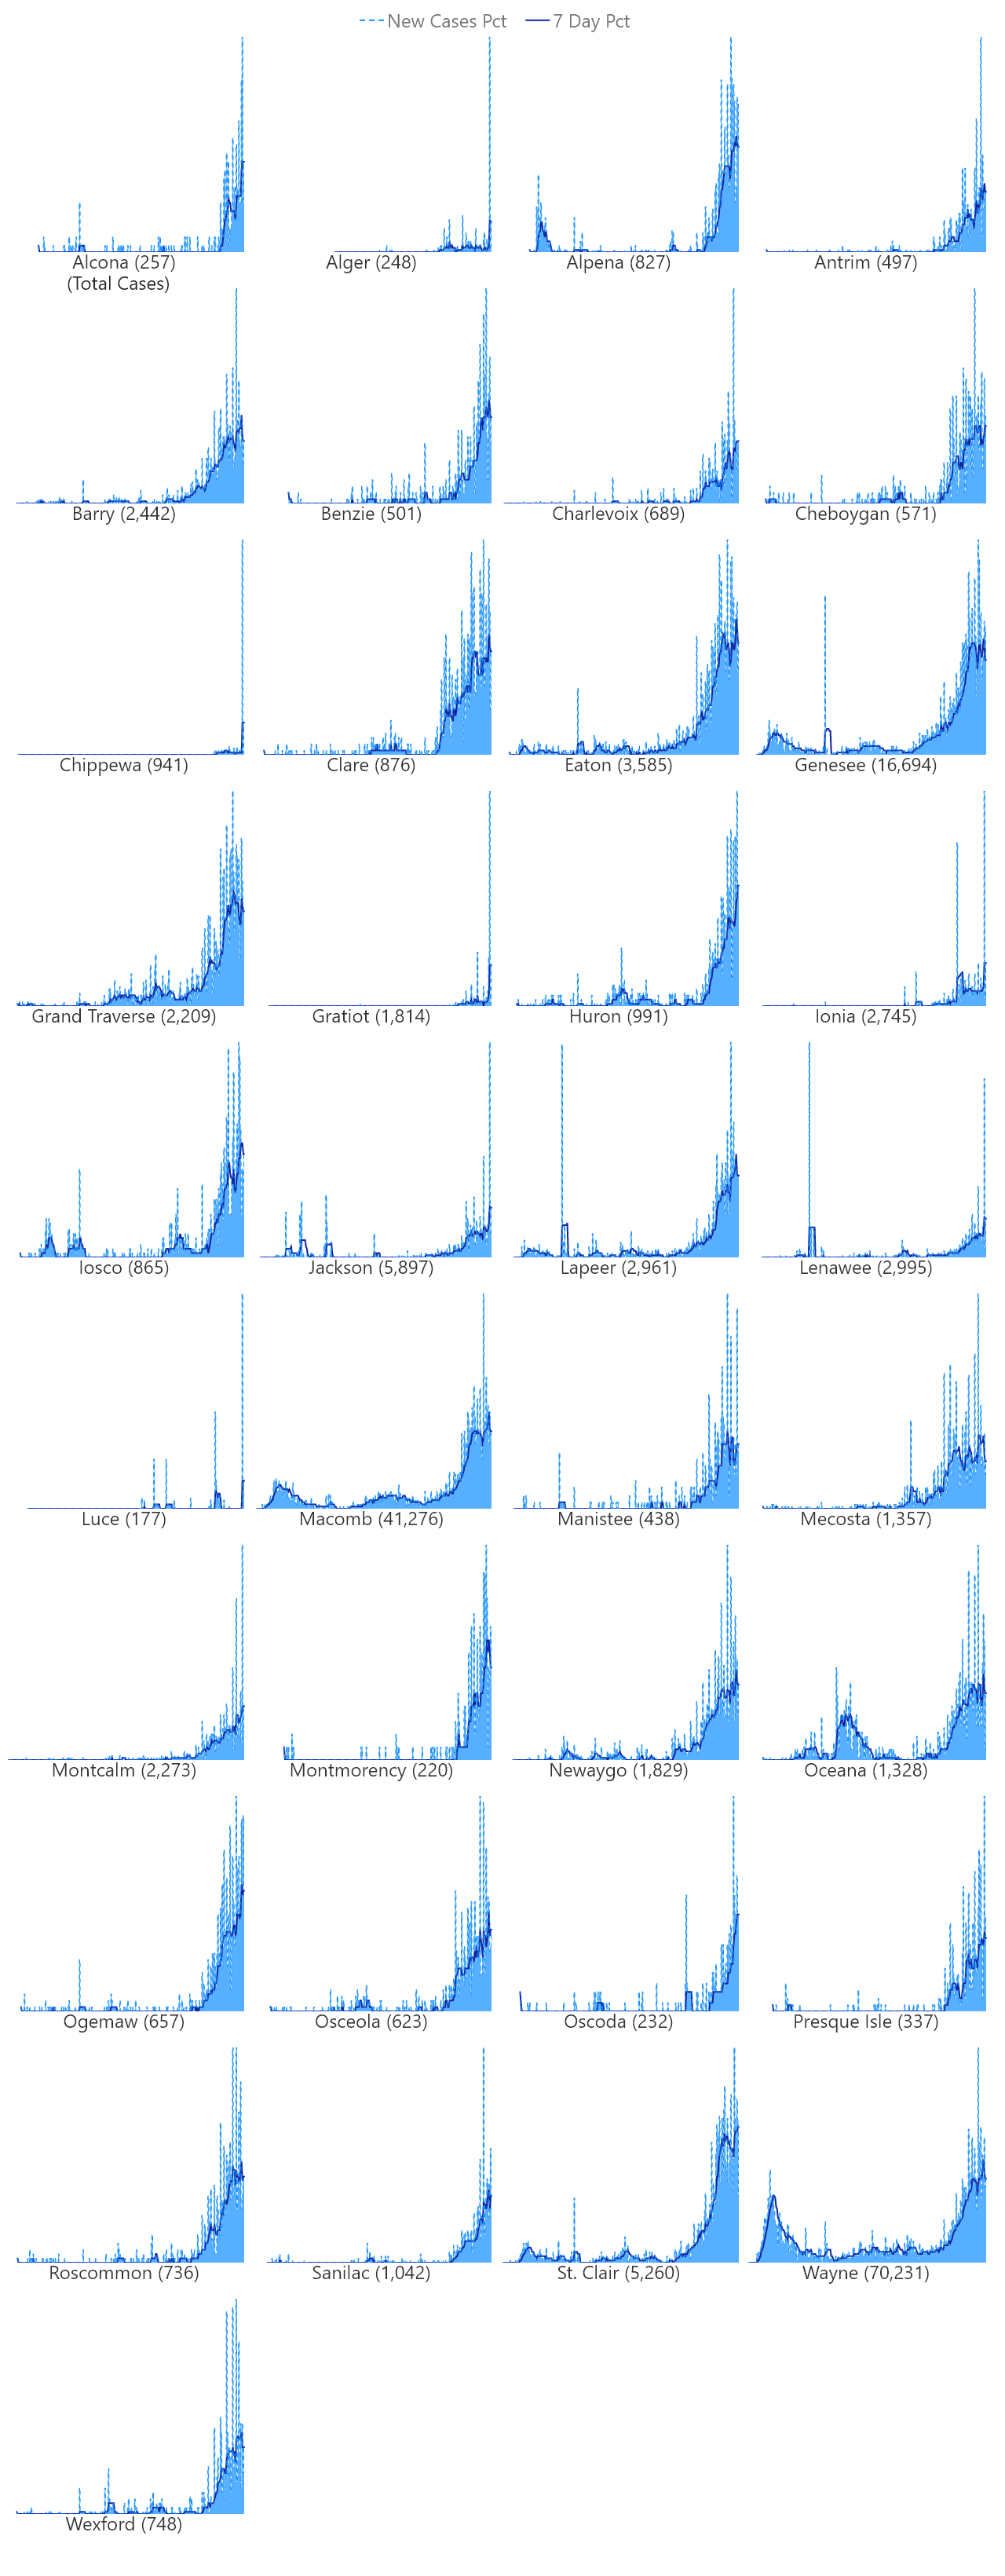 New Cases Pct 7 Day Pct
Alcona (257)
(Total Cases)
Alger (248)
Alpena (827)
Antrim (497)
Barry (2,442)
Benzie (501)
Charlevoix (689)
Cheboygan (571)
Chippewa (941)
Clare (876)
Eaton (3,585)
Genesee (16,694)
Grand Traverse (2,209)
Gratiot (1,814)
Huron (991)
Ionia (2,745)
Iosco (865)
Jackson (5,897)
Lapeer (2,961)
Lenawee (2,995)
Luce (177)
Macomb (41,276)
Manistee (438)
Mecosta (1,357)
Montcalm (2,273)
Montmorency (220)
Newaygo (1,829)
Oceana (1,328)
Ogemaw (657)
Osceola (623)
Oscoda (232)
Presque Isle (337)
Roscommon (736)
Sanilac (1,042)
St. Clair (5,260)
Wayne (70,231)
Wexford (748)